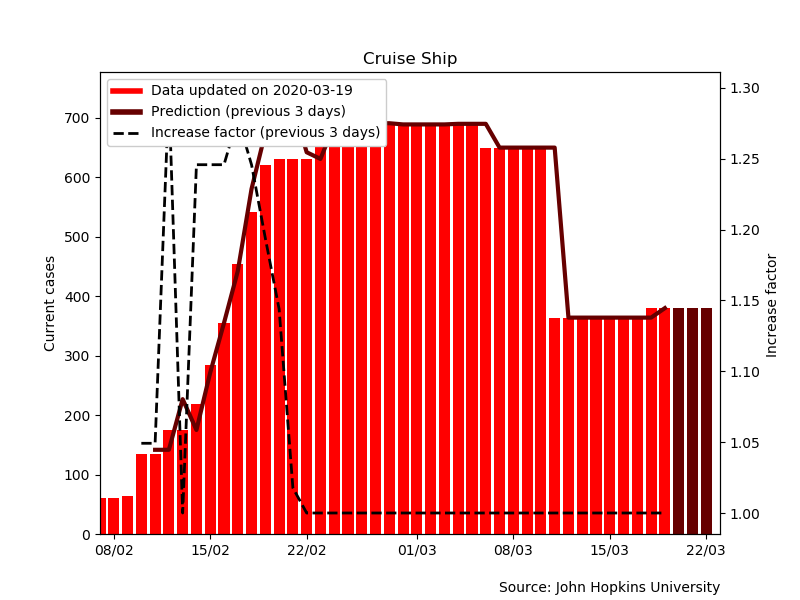 Cruise Ship
Data updated on 2020-03-19
Prediction (previous 3 days)
Increase factor (previous 3 days)
Current cases
700
600
500
400
300
200
100
0
1.30
1.25
1.20
1.15
1.10
1.05
1.00
Increase factor
08/02 15/02 22/02 01/03 08/03 15/03 22/03
Source: John Hopkins University